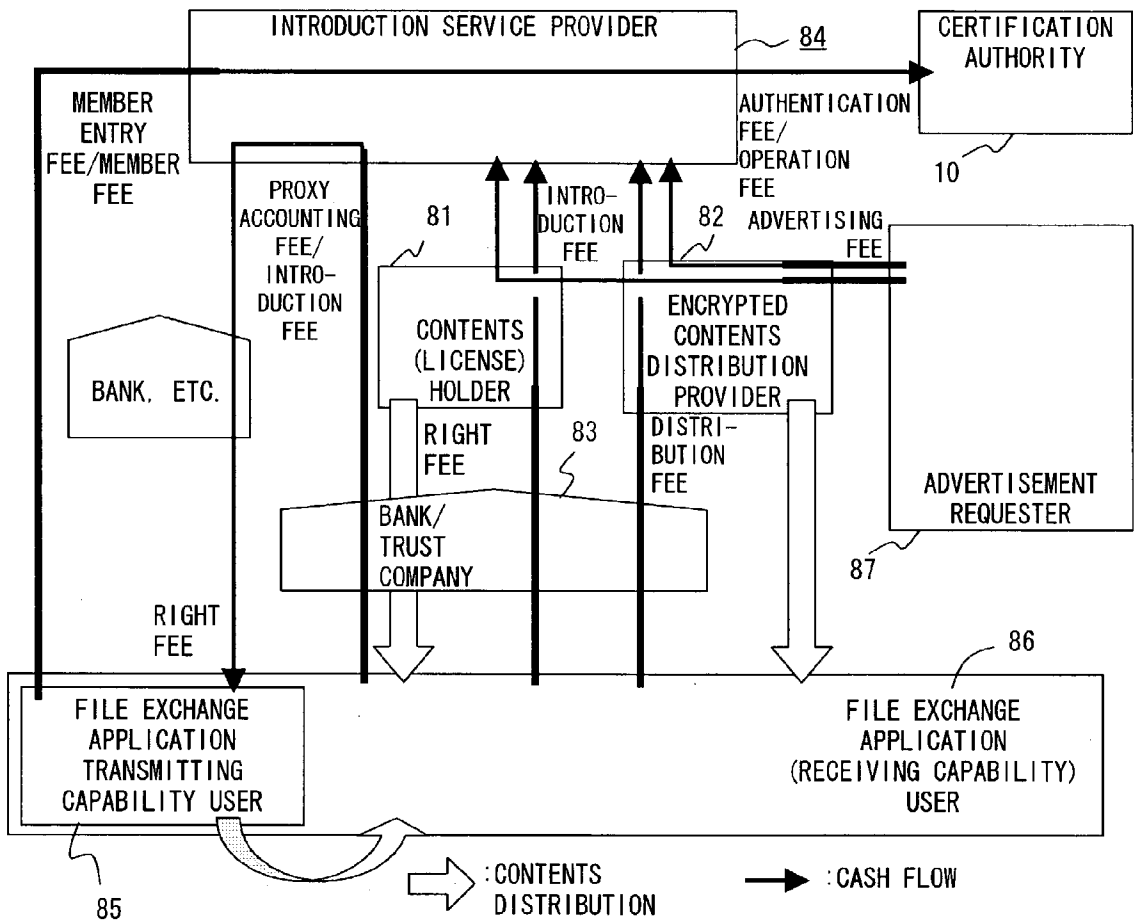 INTRODUCTION SERVICE PROVIDER
84
CERTIFICATION
AUTHORITY
10
MEMBER
ENTRY
FEE/MEMBER
FEE
AUTHENTICATION
FEE/
OPERATION
FEE
PROXY
ACCOUNTING
FEE/
INTRO-
DUCTION
FEE
81
INTRO-
DUCTION
FEE
82
ADVERTISING
FEE
BANK, ETC.
CONTENTS
(LICENSE)
HOLDER
ENCRYPTED
CONTENTS
DISTRIBUTION
PROVIDER
ADVERTISEMENT
REQUESTER
87
RIGHT
FEE
83
DISTRI-
BUTION
FEE
BANK/
TRUST
COMPANY
RIGHT
FEE
86
FILE EXCHANGE
APPLICATION
TRANSMITTING
CAPABILITY USER
85
FILE EXCHANGE
APPLICATION
(RECEIVING CAPABILITY)
USER
:CONTENTS
DISTRIBUTION
:CASH FLOW